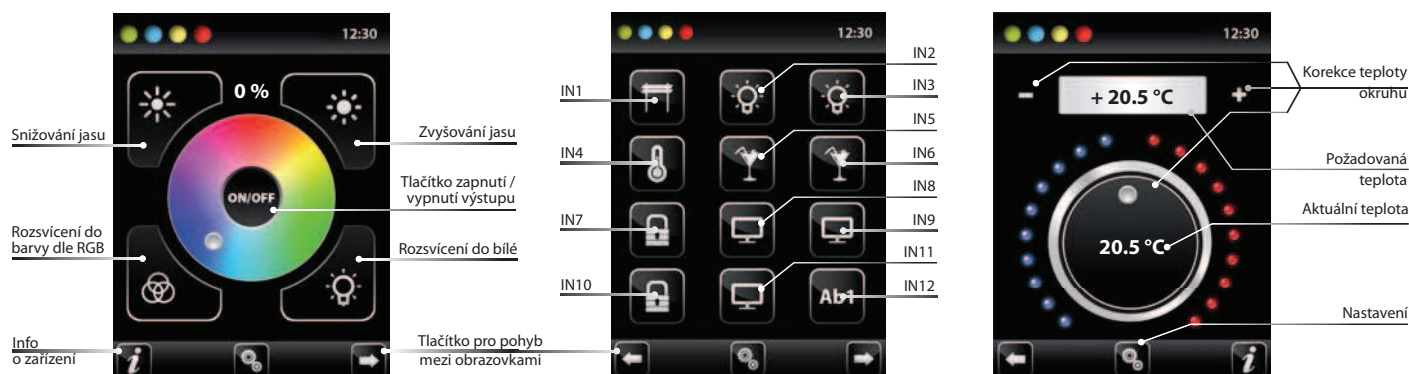 12:30
0 %
ON/OFF
Snižování jasu
Zvyšování jasu
Tlačítko zapnutí /
vypnutí výstupu
Rozsvícení do
barvy dle RGB
Rozsvícení do bílé
Info
o zařízení
i
Tlačítko pro pohyb
mezi obrazovkami
12:30
IN1
IN2
IN3
IN4
IN5
IN6
IN7
IN8
IN9
IN10
IN11
IN12
Ab1
12:30
- + 20.5 °C +
Korekce teploty
okruhu
Požadovaná
teplota
Aktuální teplota
20.5 °C
Nastavení
i